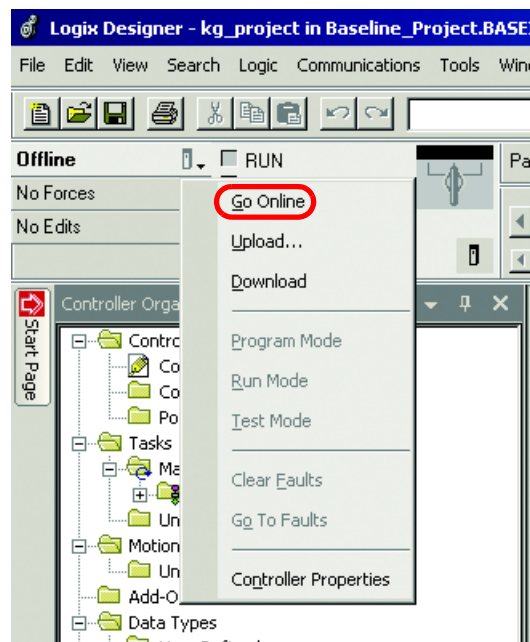 Logix Designer - kg_project in Baseline_Project.BASE
File Edit View Search Logic Communications Tools
Offline
RUN
No Forces
No Edits
Go Online
Upload...
Download
Program Mode
Run Mode
Test Mode
Clear Faults
Go To Faults
Controller Properties
Start Page
Controller Orga
Contro
Co
Co
Po
Tasks
Ma
Un
Motion
Un
Add-O
Data Types